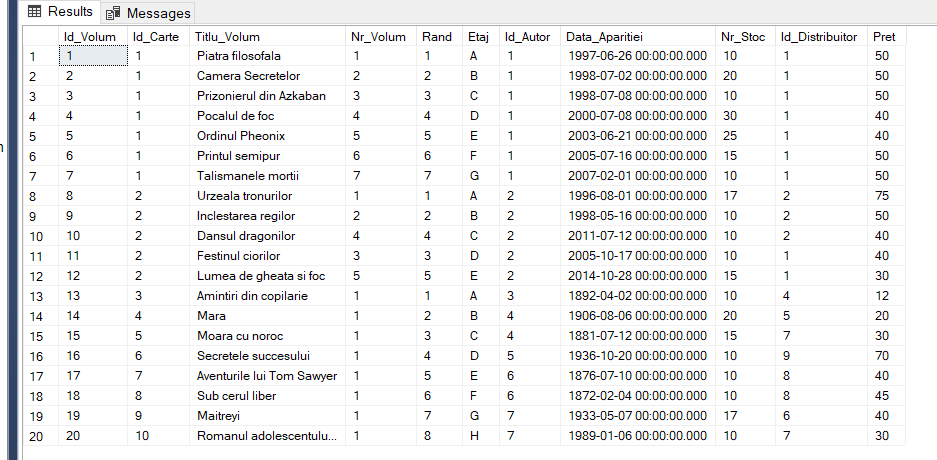 Results Messages
Id_Volum Id_Carte Titlu_Volum Nr_Volum Rand Etaj Id_Autor Data_Aparitiei Nr_Stoc Id_Distribuitor Pret
1 1 1 Piatra filosofala 1 1 A 1 1997-06-26 00:00:00.000 10 1 50
2 2 1 Camera Secretelor 2 2 B 1 1998-07-02 00:00:00.000 20 1 50
3 3 1 Prizonierul din Azkaban 3 3 C 1 1998-07-08 00:00:00.000 10 1 50
4 4 1 Pocalul de foc 4 4 D 1 2000-07-08 00:00:00.000 30 1 40
5 5 1 Ordinul Pheonix 5 5 E 1 2003-06-21 00:00:00.000 25 1 40
6 6 1 Printul semipur 6 6 F 1 2005-07-16 00:00:00.000 15 1 50
7 7 1 Talismanele mortii 7 7 G 1 2007-02-01 00:00:00.000 10 1 50
8 8 2 Urzeala tronurilor 1 1 A 2 1996-08-01 00:00:00.000 17 2 75
9 9 2 Inclestarea regilor 2 2 B 2 1998-05-16 00:00:00.000 10 2 50
10 10 2 Dansul dragonilor 4 4 C 2 2011-07-12 00:00:00.000 10 2 40
11 11 2 Festinul ciorilor 3 3 D 2 2005-10-17 00:00:00.000 10 2 40
12 12 2 Lumea de gheata si foc 5 5 E 2 2014-10-28 00:00:00.000 15 1 30
13 13 3 Amintiri din copilarie 1 1 A 3 1892-04-02 00:00:00.000 10 4 12
14 14 4 Mara 1 2 B 4 1906-08-06 00:00:00.000 20 5 20
15 15 5 Moara cu noroc 1 3 C 4 1881-07-12 00:00:00.000 15 7 30
16 16 6 Secretele succesului 1 4 D 5 1936-10-20 00:00:00.000 10 9 70
17 17 7 Aventurile lui Tom Sawyer 1 5 E 6 1876-07-10 00:00:00.000 10 8 40
18 18 8 Sub cerul liber 1 6 F 6 1872-02-04 00:00:00.000 10 8 45
19 19 9 Maitreyi 1 7 G 7 1933-05-07 00:00:00.000 17 6 40
20 20 10 Romanul adolescentulu... 1 8 H 7 1989-01-06 00:00:00.000 10 7 30